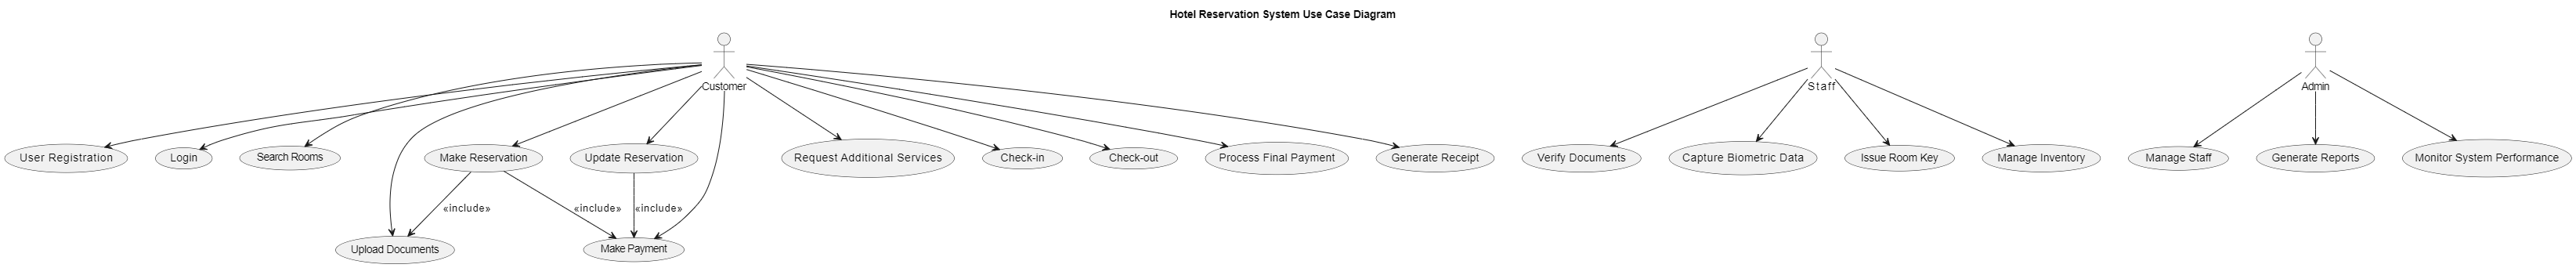 Hotel Reservation System Use Case Diagram
Customer
Staff
Admin
User Registration
Login
Search Rooms
Make Reservation
Update Reservation
Request Additional Services
Check-in
Check-out
Process Final Payment
Generate Receipt
Verify Documents
Capture Biometric Data
Issue Room Key
Manage Inventory
Manage Staff
Generate Reports
Monitor System Performance
«include»
«include»
«include»
Upload Documents
Make Payment